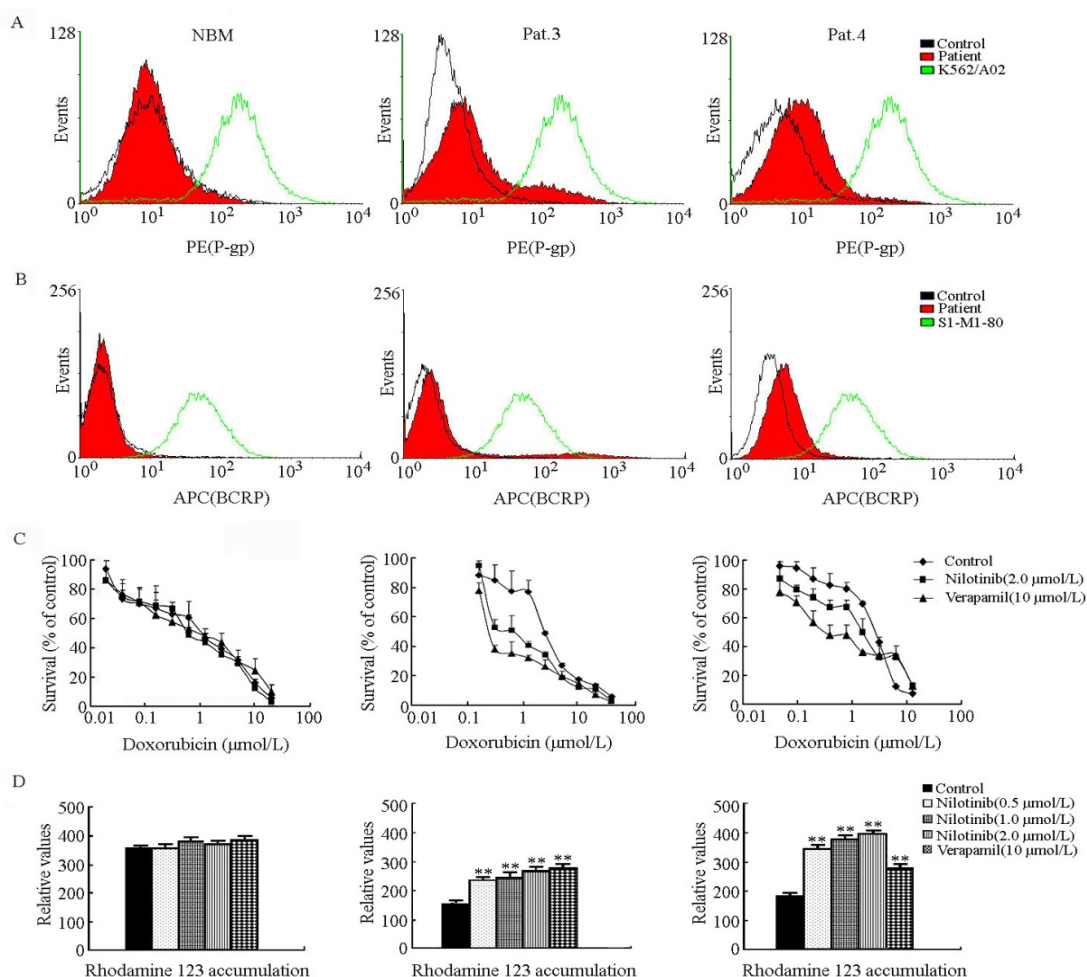 A
NBM
Pat.3
Pat.4
128
128
128
Control
Patient
K562/A02
Events
Events
Events
0
0
0
10^0 10^1 10^2 10^3 10^4
10^0 10^1 10^2 10^3 10^4
10^0 10^1 10^2 10^3 10^4
PE(P-gp)
PE(P-gp)
PE(P-gp)
B
256
256
256
Control
Patient
S1-M1-80
Events
Events
Events
0
0
0
10^0 10^1 10^2 10^3 10^4
10^0 10^1 10^2 10^3 10^4
10^0 10^1 10^2 10^3 10^4
APC(BCRP)
APC(BCRP)
APC(BCRP)
C
Survival (% of control)
100
80
60
40
20
0
0.01 0.1 1 10 100
Doxorubicin (μmol/L)
Survival (% of control)
100
80
60
40
20
0
0.01 0.1 1 10 100
Doxorubicin (μmol/L)
Survival (% of control)
100
80
60
40
20
0
0.01 0.1 1 10 100
Doxorubicin (μmol/L)
Control
Nilotinib(2.0 μmol/L)
Verapamil(10 μmol/L)
D
Relative values
500
400
300
200
100
0
Rhodamine 123 accumulation
Relative values
500
400
300
200
100
0
** ** ** **
Rhodamine 123 accumulation
Relative values
500
400
300
200
100
0
** ** ** **
Rhodamine 123 accumulation
Control
Nilotinib(0.5 μmol/L)
Nilotinib(1.0 μmol/L)
Nilotinib(2.0 μmol/L)
Verapamil(10 μmol/L)